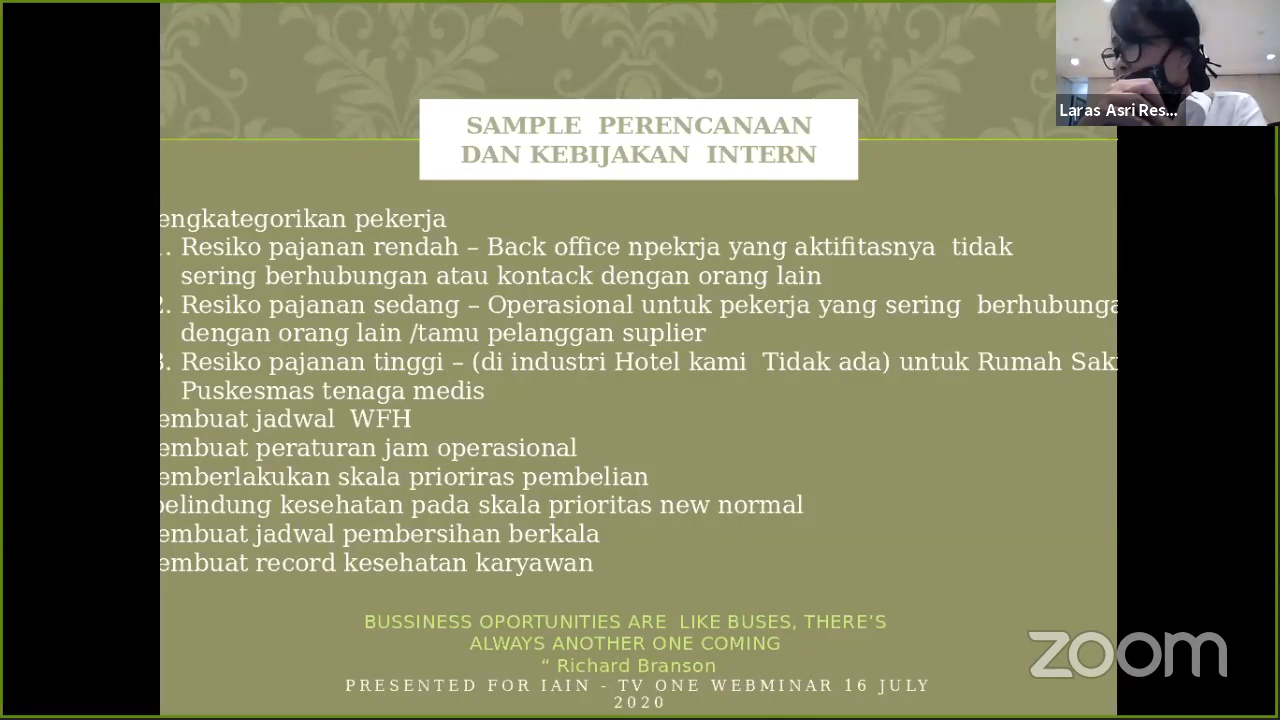 Laras Asri Res...
SAMPLE PERENCANAAN
DAN KEBIJAKAN INTERN
engkategorikan pekerja
. Resiko pajanan rendah – Back office npekrja yang aktifitasnya tidak
sering berhubungan atau kontack dengan orang lain
2. Resiko pajanan sedang – Operasional untuk pekerja yang sering berhubunga
dengan orang lain /tamu pelanggan suplier
3. Resiko pajanan tinggi – (di industri Hotel kami Tidak ada) untuk Rumah Saki
Puskesmas tenaga medis
embuat jadwal WFH
embuat peraturan jam operasional
emberlakukan skala prioriras pembelian
pelindung kesehatan pada skala prioritas new normal
embuat jadwal pembersihan berkala
embuat record kesehatan karyawan
BUSSINESS OPORTUNITIES ARE LIKE BUSES, THERE’S
ALWAYS ANOTHER ONE COMING
“ Richard Branson
PRESENTED FOR IAIN - TV ONE WEBMINAR 16 JULY
2020
zoom